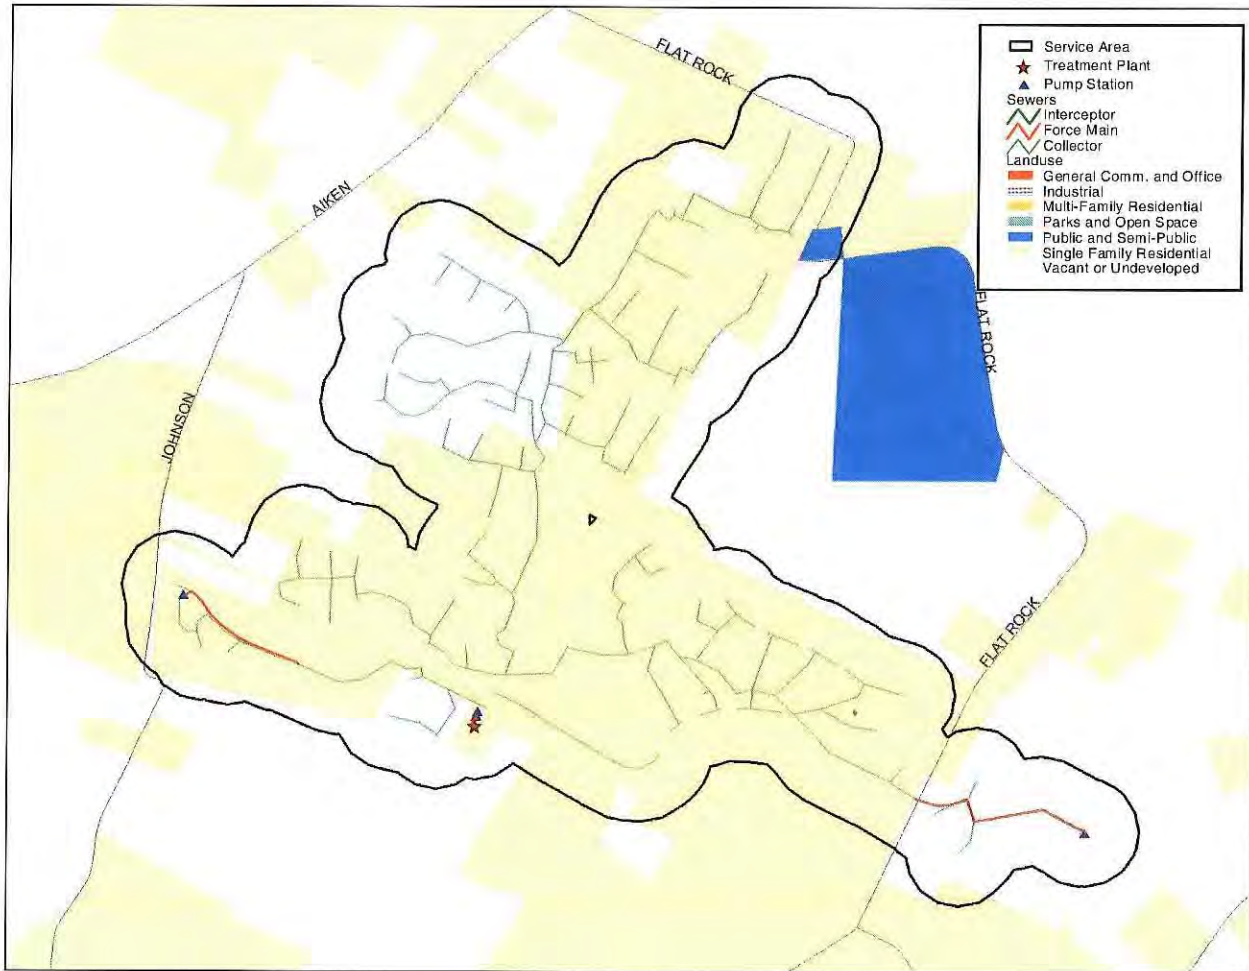 FLAT ROCK
AIKEN
JOHNSON
FLAT ROCK
FLAT ROCK
Service Area
Treatment Plant
Pump Station
Sewers
Interceptor
Force Main
Collector
Landuse
General Comm. and Office
Industrial
Multi-Family Residential
Parks and Open Space
Public and Semi-Public
Single Family Residential
Vacant or Undeveloped